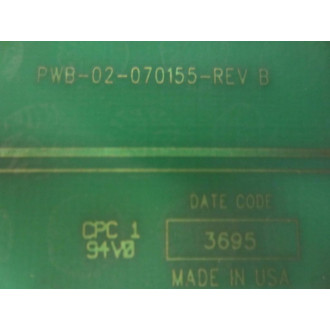 PWB-02-070155-REV B
DATE CODE
CPC 1
94V0
3695
MADE IN USA